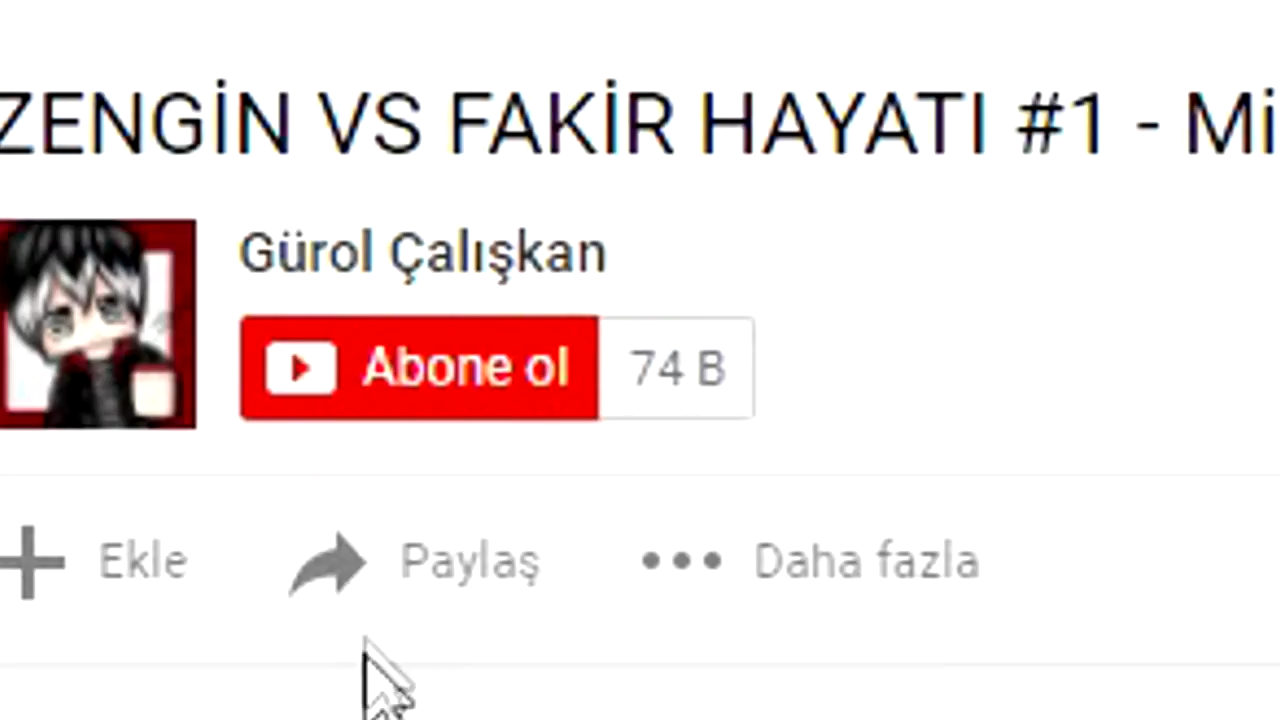 ZENGİN VS FAKİR HAYATI #1 - Mi
Gürol Çalışkan
Abone ol 74 B
Ekle Paylaş Daha fazla